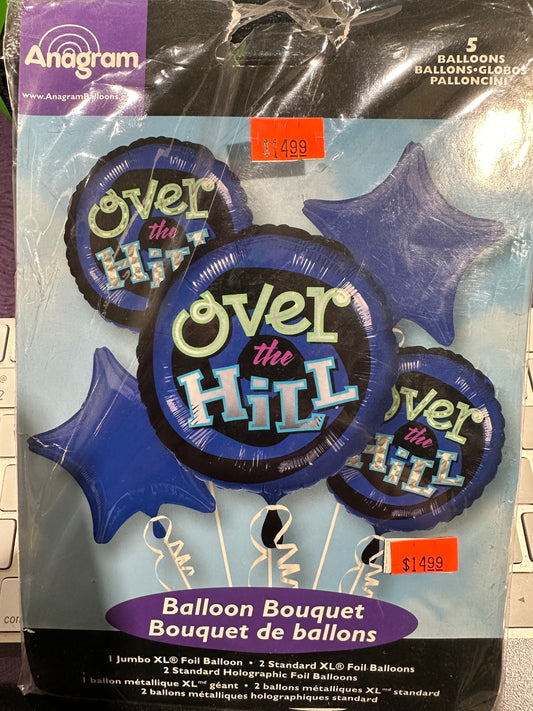 Anagram
www.AnagramBalloons.c
5
BALLOONS
BALLONS•GLOBOS
PALLONCINI
$1499
Over
the
Hill
Over
the
Hill
Over
the
Hill
$1499
Balloon Bouquet
Bouquet de ballons
1 Jumbo XL® Foil Balloon • 2 Standard XL® Foil Balloons
2 Standard Holographic Foil Balloons
1 ballon métallique XL™ᵈ géant • 2 ballons métalliques XLᵐᵈ standard
2 ballons métalliques holographiques standard